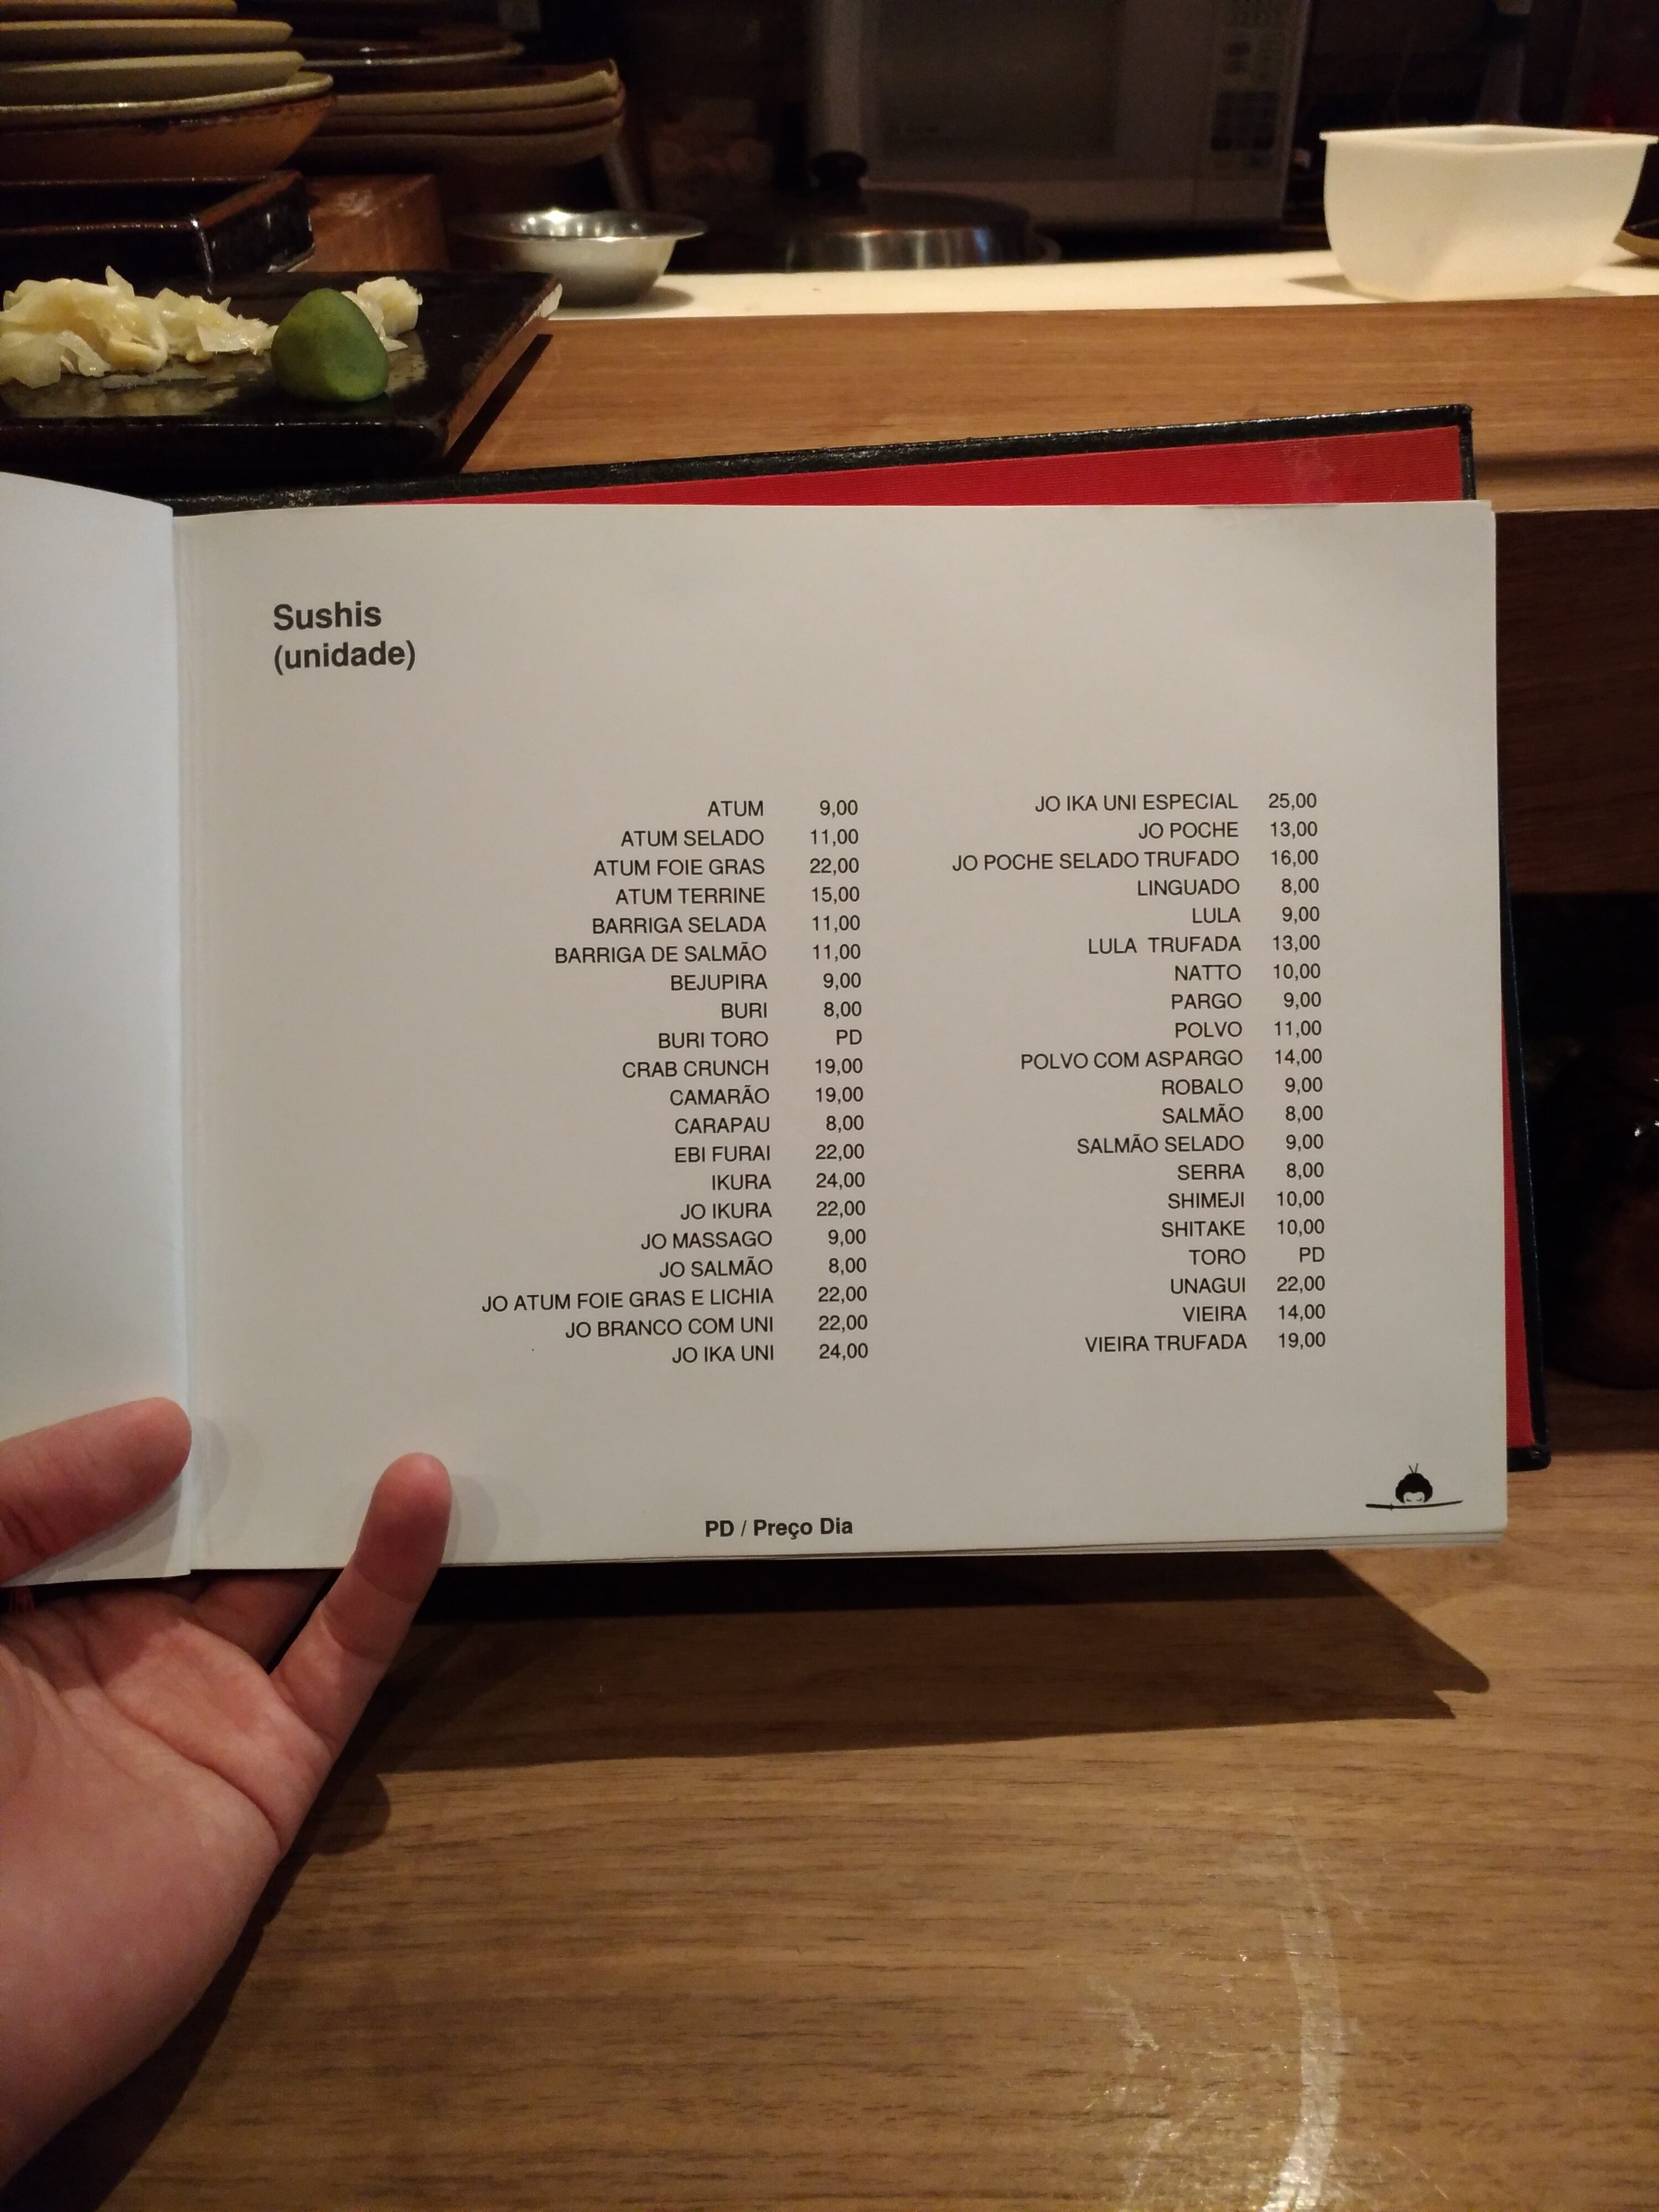 Sushis
(unidade)
ATUM 9,00
ATUM SELADO 11,00
ATUM FOIE GRAS 22,00
ATUM TERRINE 15,00
BARRIGA SELADA 11,00
BARRIGA DE SALMÃO 11,00
BEJUPIRA 9,00
BURI 8,00
BURI TORO PD
CRAB CRUNCH 19,00
CAMARÃO 19,00
CARAPAU 8,00
EBI FURAI 22,00
IKURA 24,00
JO IKURA 22,00
JO MASSAGO 9,00
JO SALMÃO 8,00
JO ATUM FOIE GRAS E LICHIA 22,00
JO BRANCO COM UNI 22,00
JO IKA UNI 24,00
JO IKA UNI ESPECIAL 25,00
JO POCHE 13,00
JO POCHE SELADO TRUFADO 16,00
LINGUADO 8,00
LULA 9,00
LULA TRUFADA 13,00
NATTO 10,00
PARGO 9,00
POLVO 11,00
POLVO COM ASPARGO 14,00
ROBALO 9,00
SALMÃO 8,00
SALMÃO SELADO 9,00
SERRA 8,00
SHIMEJI 10,00
SHITAKE 10,00
TORO PD
UNAGUI 22,00
VIEIRA 14,00
VIEIRA TRUFADA 19,00
PD / Preço Dia